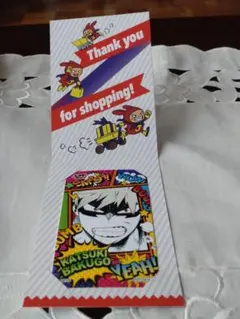 Thank you
for shopping!
KATSUKI
BAKUGO
YEAH!